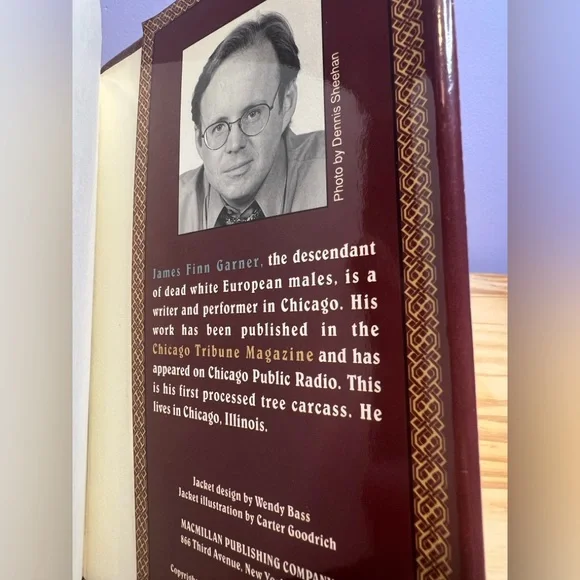 Photo by Dennis Sheehan
James Finn Garner, the descendant
of dead white European males, is a
writer and performer in Chicago. His
work has been published in the
Chicago Tribune Magazine and has
appeared on Chicago Public Radio. This
is his first processed tree carcass. He
lives in Chicago, Illinois.
Jacket design by Wendy Bass
Jacket illustration by Carter Goodrich
MACMILLAN PUBLISHING COMPANY
866 Third Avenue, New